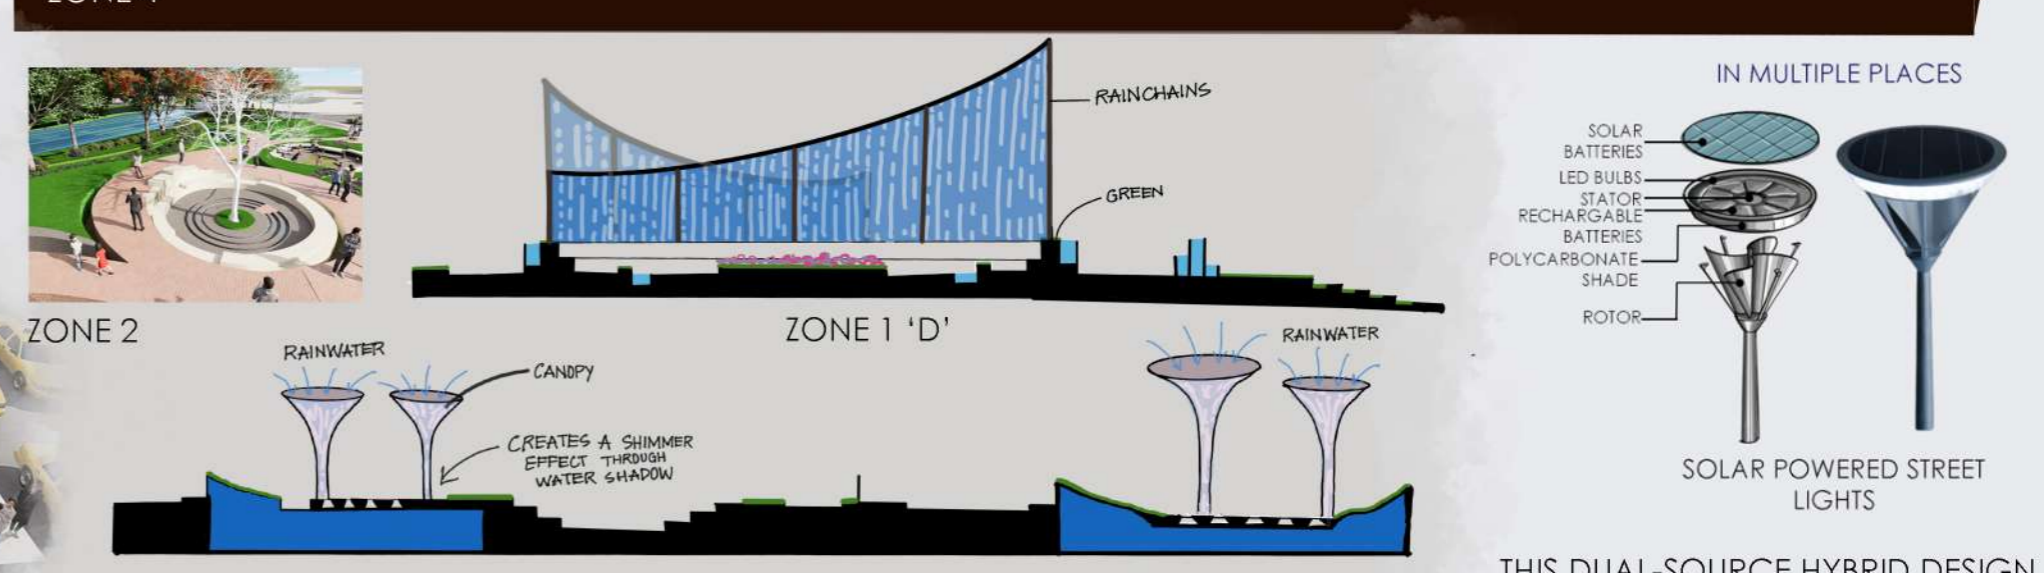 ZONE
IN MULTIPLE PLACES
RAINCHAINS
GREEN
SOLAR
BATTERIES
LED BULBS
STATOR
RECHARGABLE
BATTERIES
POLYCARBONATE
SHADE
ROTOR
ZONE 2
ZONE 1 'D'
RAINWATER
CANOPY
CREATES A SHIMMER
EFFECT THROUGH
WATER SHADOW
RAINWATER
SOLAR POWERED STREET
LIGHTS
THIS DUAL-SOURCE HYBRID DESIGN